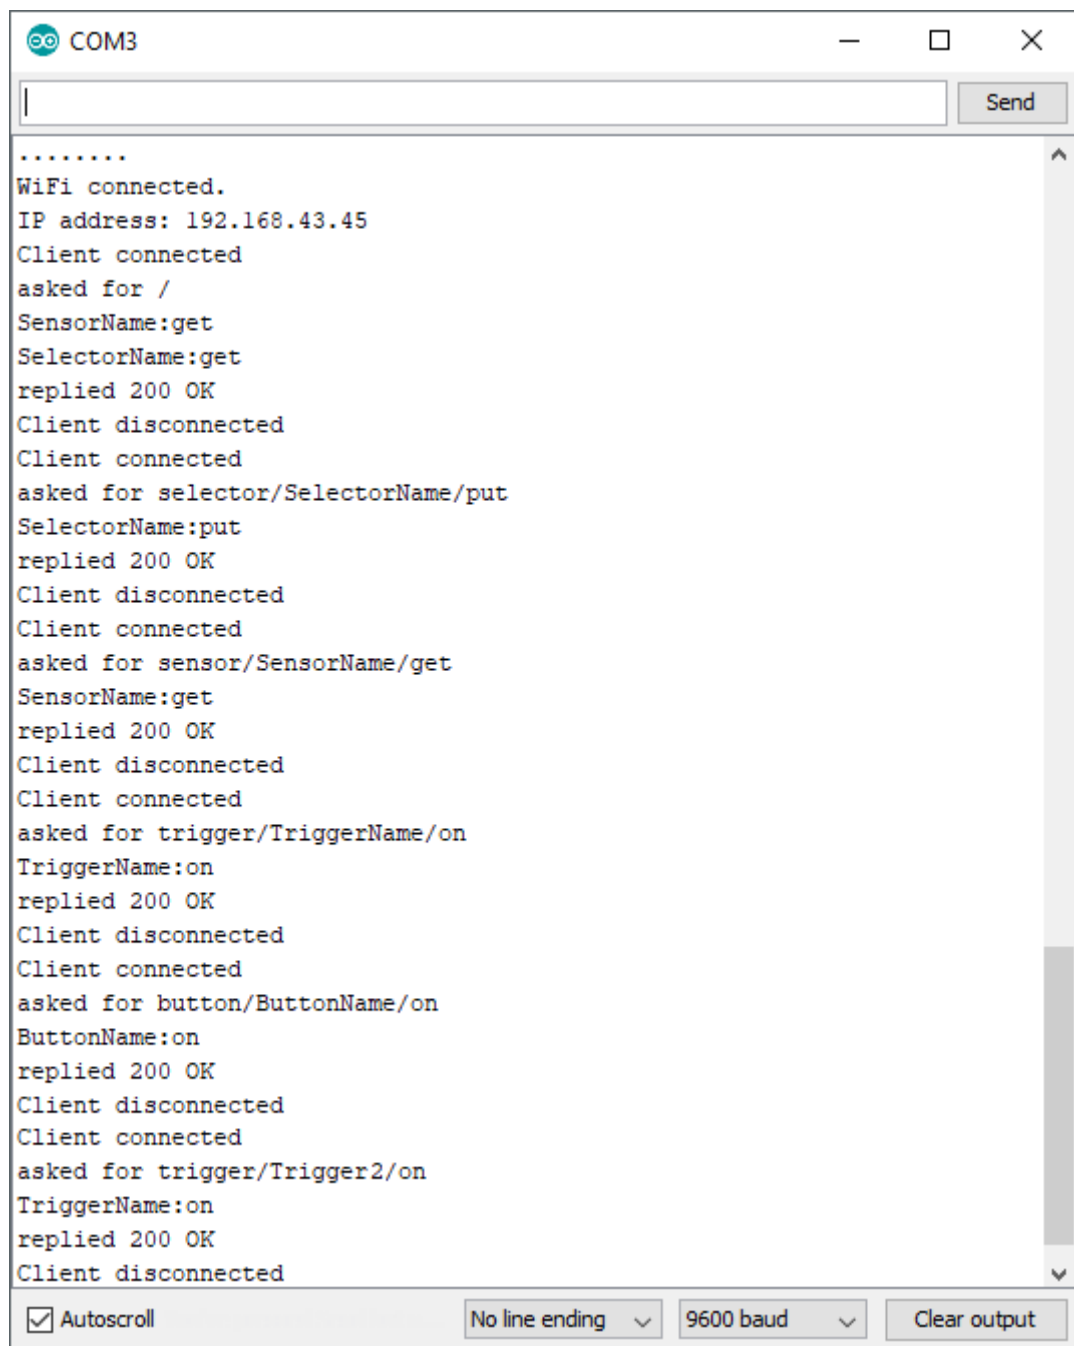 COM3
Send
........
WiFi connected.
IP address: 192.168.43.45
Client connected
asked for /
SensorName:get
SelectorName:get
replied 200 OK
Client disconnected
Client connected
asked for selector/SelectorName/put
SelectorName:put
replied 200 OK
Client disconnected
Client connected
asked for sensor/SensorName/get
SensorName:get
replied 200 OK
Client disconnected
Client connected
asked for trigger/TriggerName/on
TriggerName:on
replied 200 OK
Client disconnected
Client connected
asked for button/ButtonName/on
ButtonName:on
replied 200 OK
Client disconnected
Client connected
asked for trigger/Trigger2/on
TriggerName:on
replied 200 OK
Client disconnected
Autoscroll No line ending 9600 baud Clear output